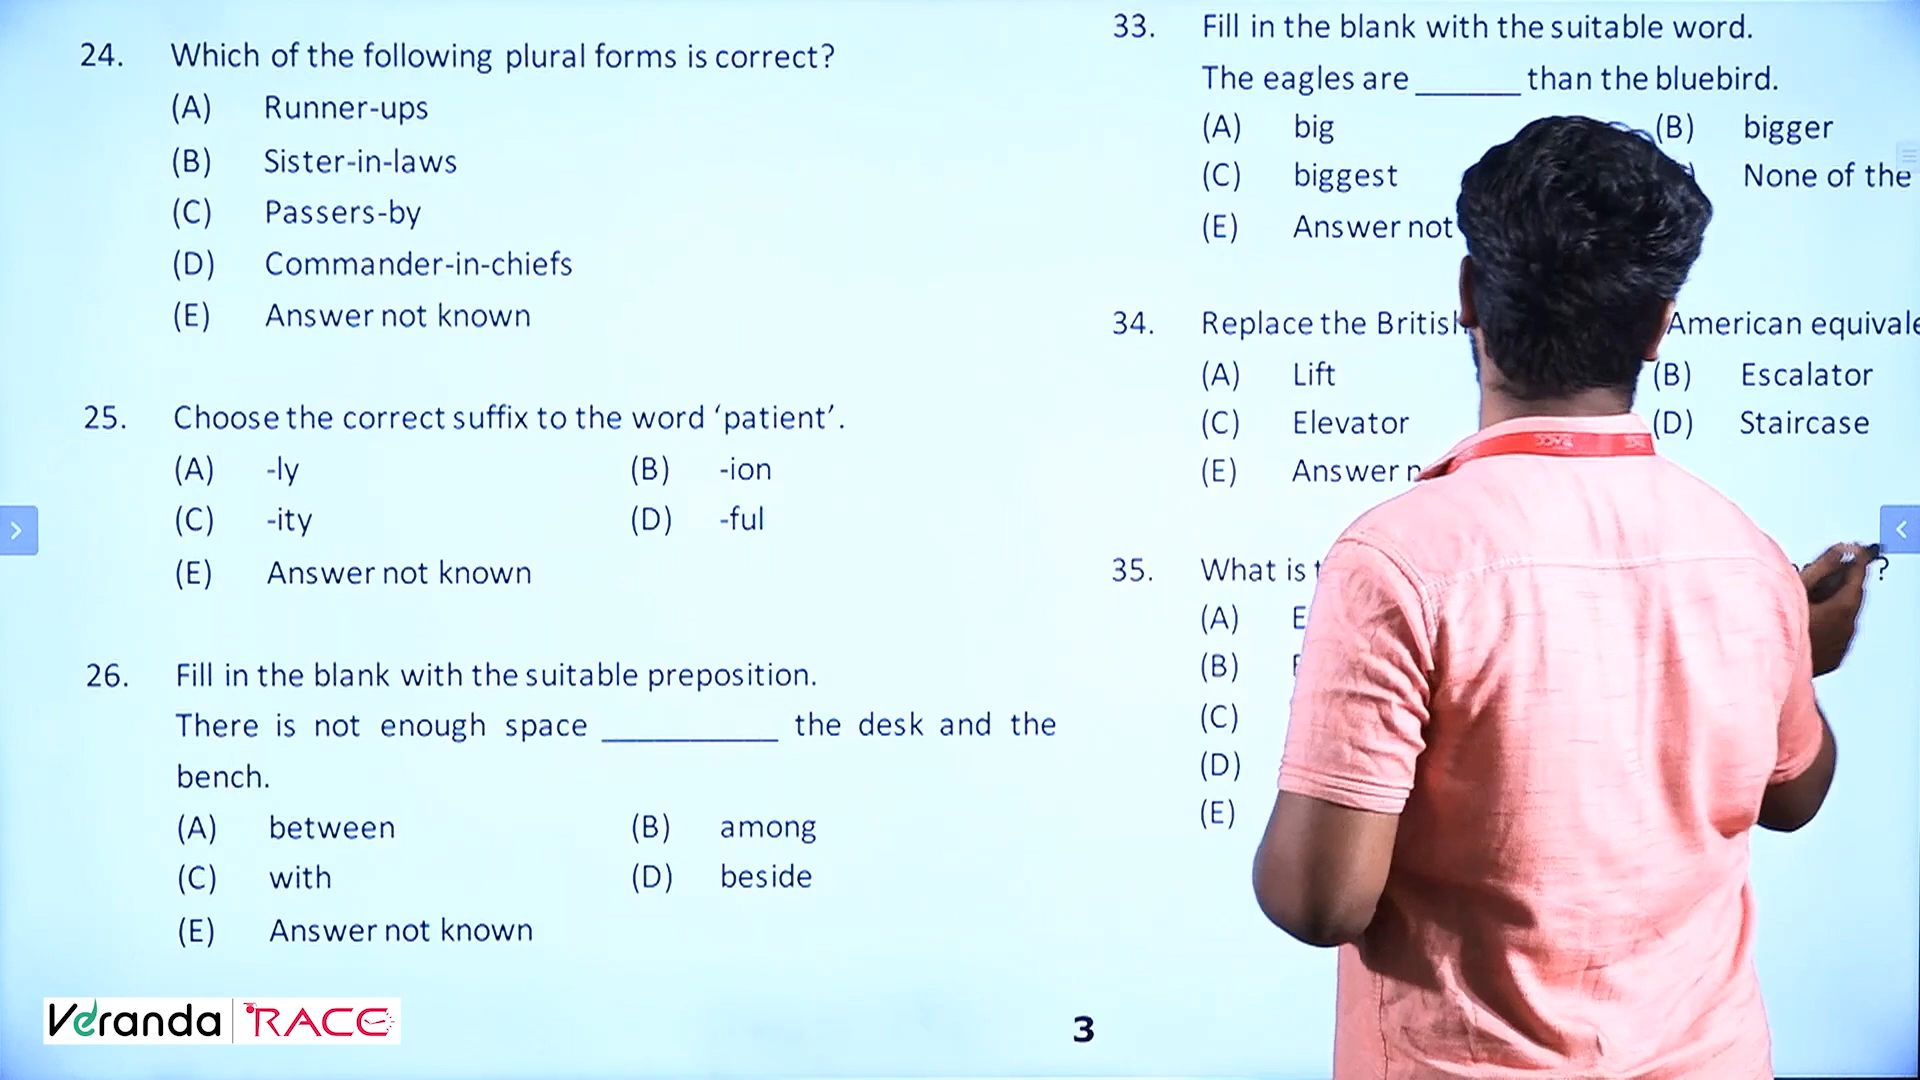 24. Which of the following plural forms is correct?
(A) Runner-ups
(B) Sister-in-laws
(C) Passers-by
(D) Commander-in-chiefs
(E) Answer not known
25. Choose the correct suffix to the word ‘patient’.
(A) -ly (B) -ion
(C) -ity (D) -ful
(E) Answer not known
26. Fill in the blank with the suitable preposition.
There is not enough space __________ the desk and the
bench.
(A) between (B) among
(C) with (D) beside
(E) Answer not known
33. Fill in the blank with the suitable word.
The eagles are ______ than the bluebird.
(A) big (B) bigger
(C) biggest None of the
(E) Answer not
34. Replace the British American
(A) Lift (B) Escalator
(C) Elevator (D) Staircase
(E) Answer
35. What is ?
(A)
(B)
(C)
(D)
(E)
Veranda RACE
3